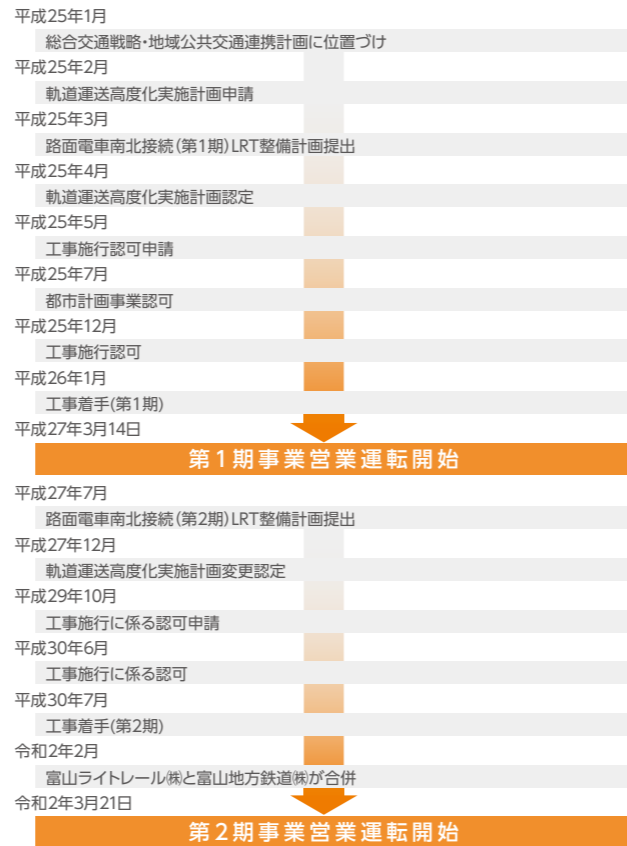 平成25年1月
総合交通戦略・地域公共交通連携計画に位置づけ
平成25年2月
軌道運送高度化実施計画申請
平成25年3月
路面電車南北接続(第1期)LRT整備計画提出
平成25年4月
軌道運送高度化実施計画認定
平成25年5月
工事施行認可申請
平成25年7月
都市計画事業認可
平成25年12月
工事施行認可
平成26年1月
工事着手(第1期)
平成27年3月14日
第1期事業営業運転開始
平成27年7月
路面電車南北接続(第2期)LRT整備計画提出
平成27年12月
軌道運送高度化実施計画変更認定
平成29年10月
工事施行に係る認可申請
平成30年6月
工事施行に係る認可
平成30年7月
工事着手(第2期)
令和2年2月
富山ライトレール㈱と富山地方鉄道㈱が合併
令和2年3月21日
第2期事業営業運転開始